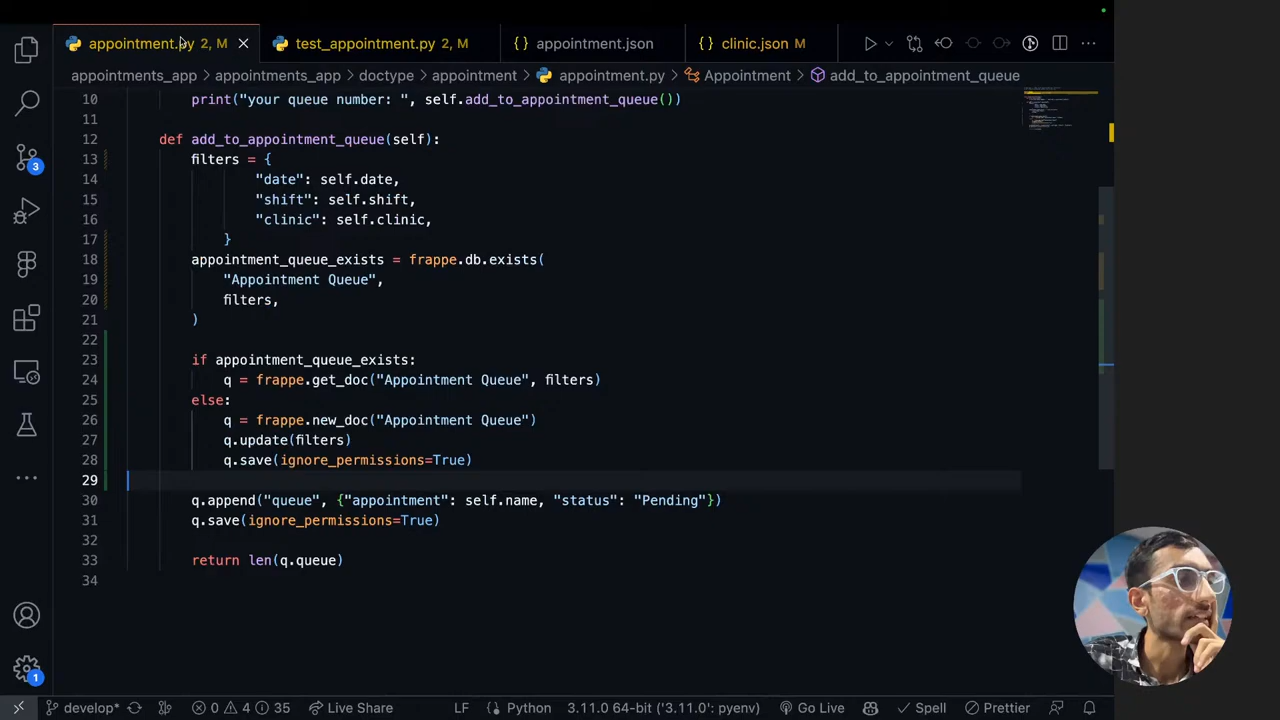 appointment.py 2, M
test_appointment.py 2, M
appointment.json
clinic.json M
appointments_app > appointments_app > doctype > appointment > appointment.py > Appointment > add_to_appointment_queue
10 print("your queue number: ", self.add_to_appointment_queue())
11
12 def add_to_appointment_queue(self):
13 filters = {
14 "date": self.date,
15 "shift": self.shift,
16 "clinic": self.clinic,
17 }
18 appointment_queue_exists = frappe.db.exists(
19 "Appointment Queue",
20 filters,
21 )
22
23 if appointment_queue_exists:
24 q = frappe.get_doc("Appointment Queue", filters)
25 else:
26 q = frappe.new_doc("Appointment Queue")
27 q.update(filters)
28 q.save(ignore_permissions=True)
29
30 q.append("queue", {"appointment": self.name, "status": "Pending"})
31 q.save(ignore_permissions=True)
32
33 return len(q.queue)
34
3
1
develop* 0 4 35 Live Share LF Python 3.11.0 64-bit ('3.11.0': pyenv) Go Live Spell Prettier